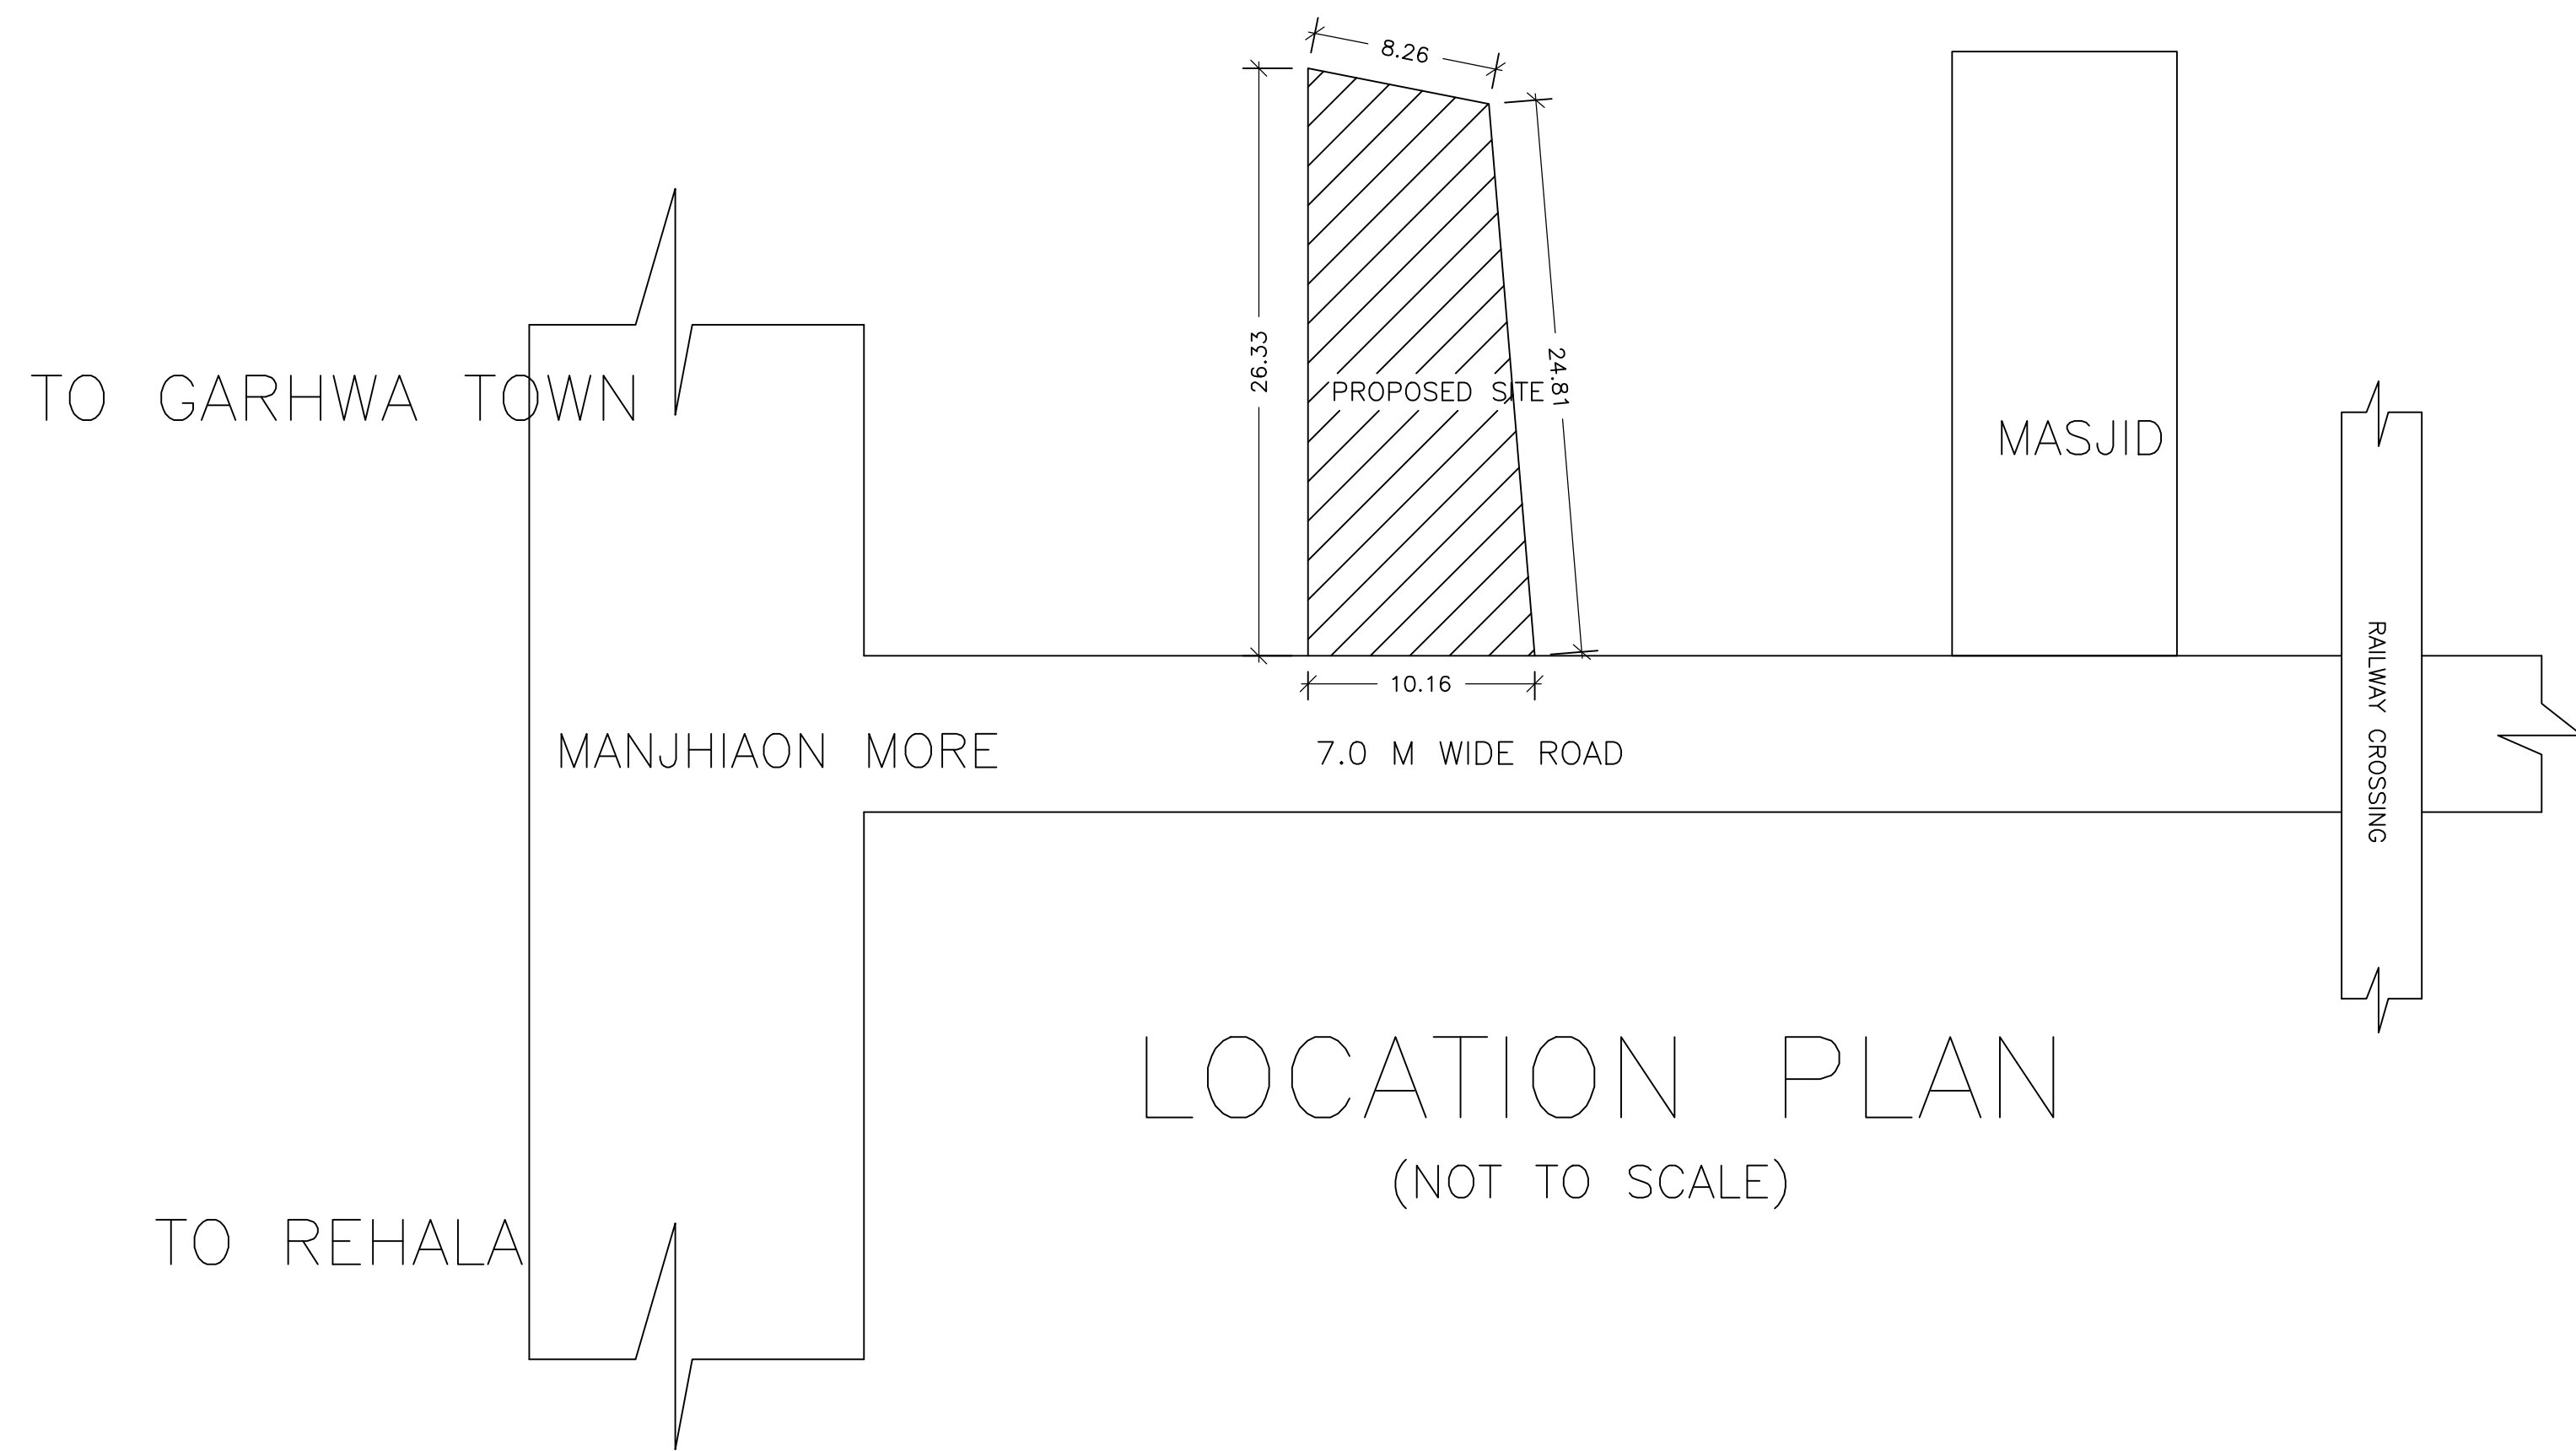 8.26
26.33
24.81
TO GARHWA TOWN
PROPOSED SITE
MASJID
10.16
MANJHIAON MORE
7.0 M WIDE ROAD
RAILWAY CROSSING
LOCATION PLAN
(NOT TO SCALE)
TO REHALA